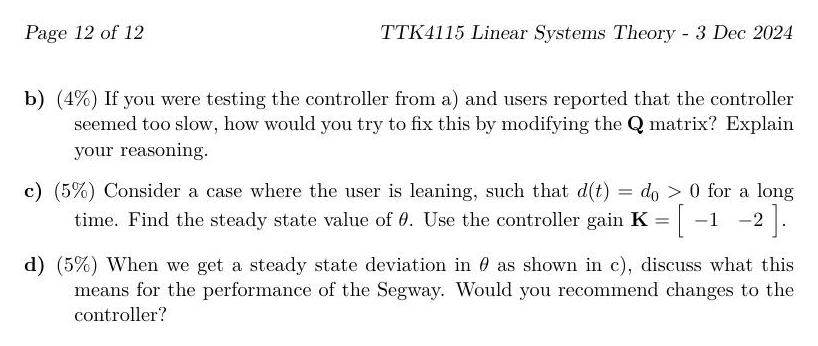 Page 12 of 12 TTK4115 Linear Systems Theory - 3 Dec 2024
b) (4%) If you were testing the controller from a) and users reported that the controller
seemed too slow, how would you try to fix this by modifying the Q matrix? Explain
your reasoning.
c) (5%) Consider a case where the user is leaning, such that d(t) = d₀ > 0 for a long
time. Find the steady state value of θ. Use the controller gain K = [ −1 −2 ].
d) (5%) When we get a steady state deviation in θ as shown in c), discuss what this
means for the performance of the Segway. Would you recommend changes to the
controller?